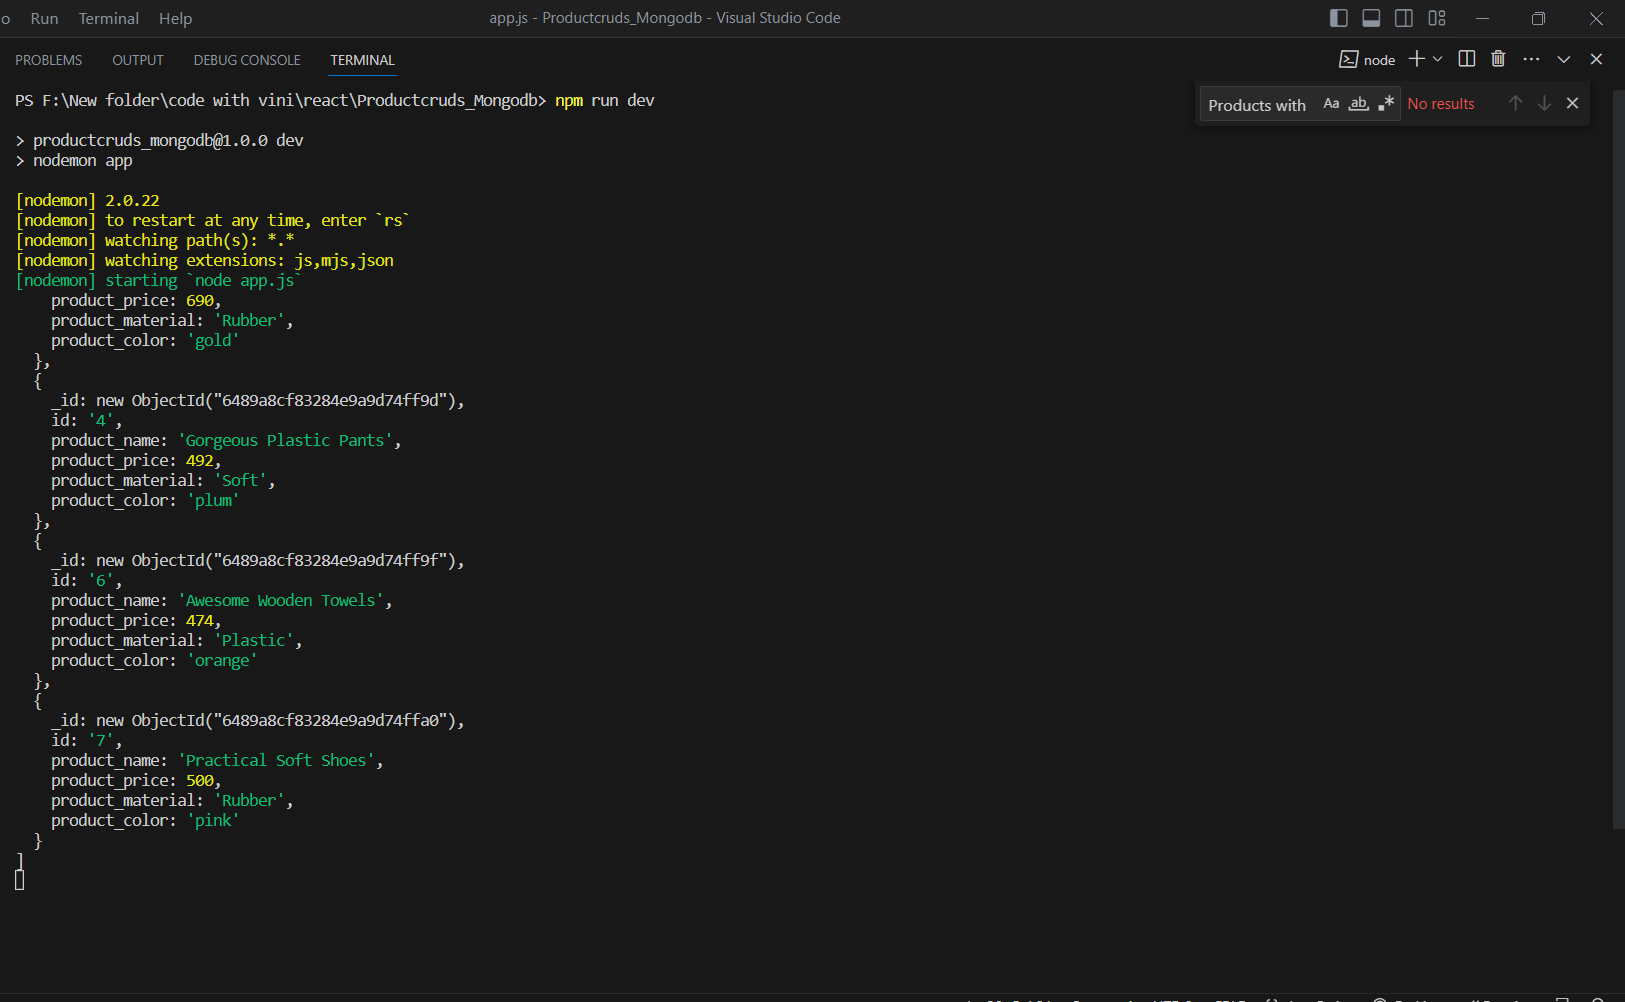 Run Terminal Help app.js - Productcruds_Mongodb - Visual Studio Code
PROBLEMS OUTPUT DEBUG CONSOLE TERMINAL node
Products with Aa ab No results
PS F:\New folder\code with vini\react\Productcruds_Mongodb> npm run dev
> productcruds_mongodb@1.0.0 dev
> nodemon app
[nodemon] 2.0.22
[nodemon] to restart at any time, enter `rs`
[nodemon] watching path(s): *.*
[nodemon] watching extensions: js,mjs,json
[nodemon] starting `node app.js`
product_price: 690,
product_material: 'Rubber',
product_color: 'gold'
},
{
_id: new ObjectId("6489a8cf83284e9a9d74ff9d"),
id: '4',
product_name: 'Gorgeous Plastic Pants',
product_price: 492,
product_material: 'Soft',
product_color: 'plum'
},
{
_id: new ObjectId("6489a8cf83284e9a9d74ff9f"),
id: '6',
product_name: 'Awesome Wooden Towels',
product_price: 474,
product_material: 'Plastic',
product_color: 'orange'
},
{
_id: new ObjectId("6489a8cf83284e9a9d74ffa0"),
id: '7',
product_name: 'Practical Soft Shoes',
product_price: 500,
product_material: 'Rubber',
product_color: 'pink'
}
]